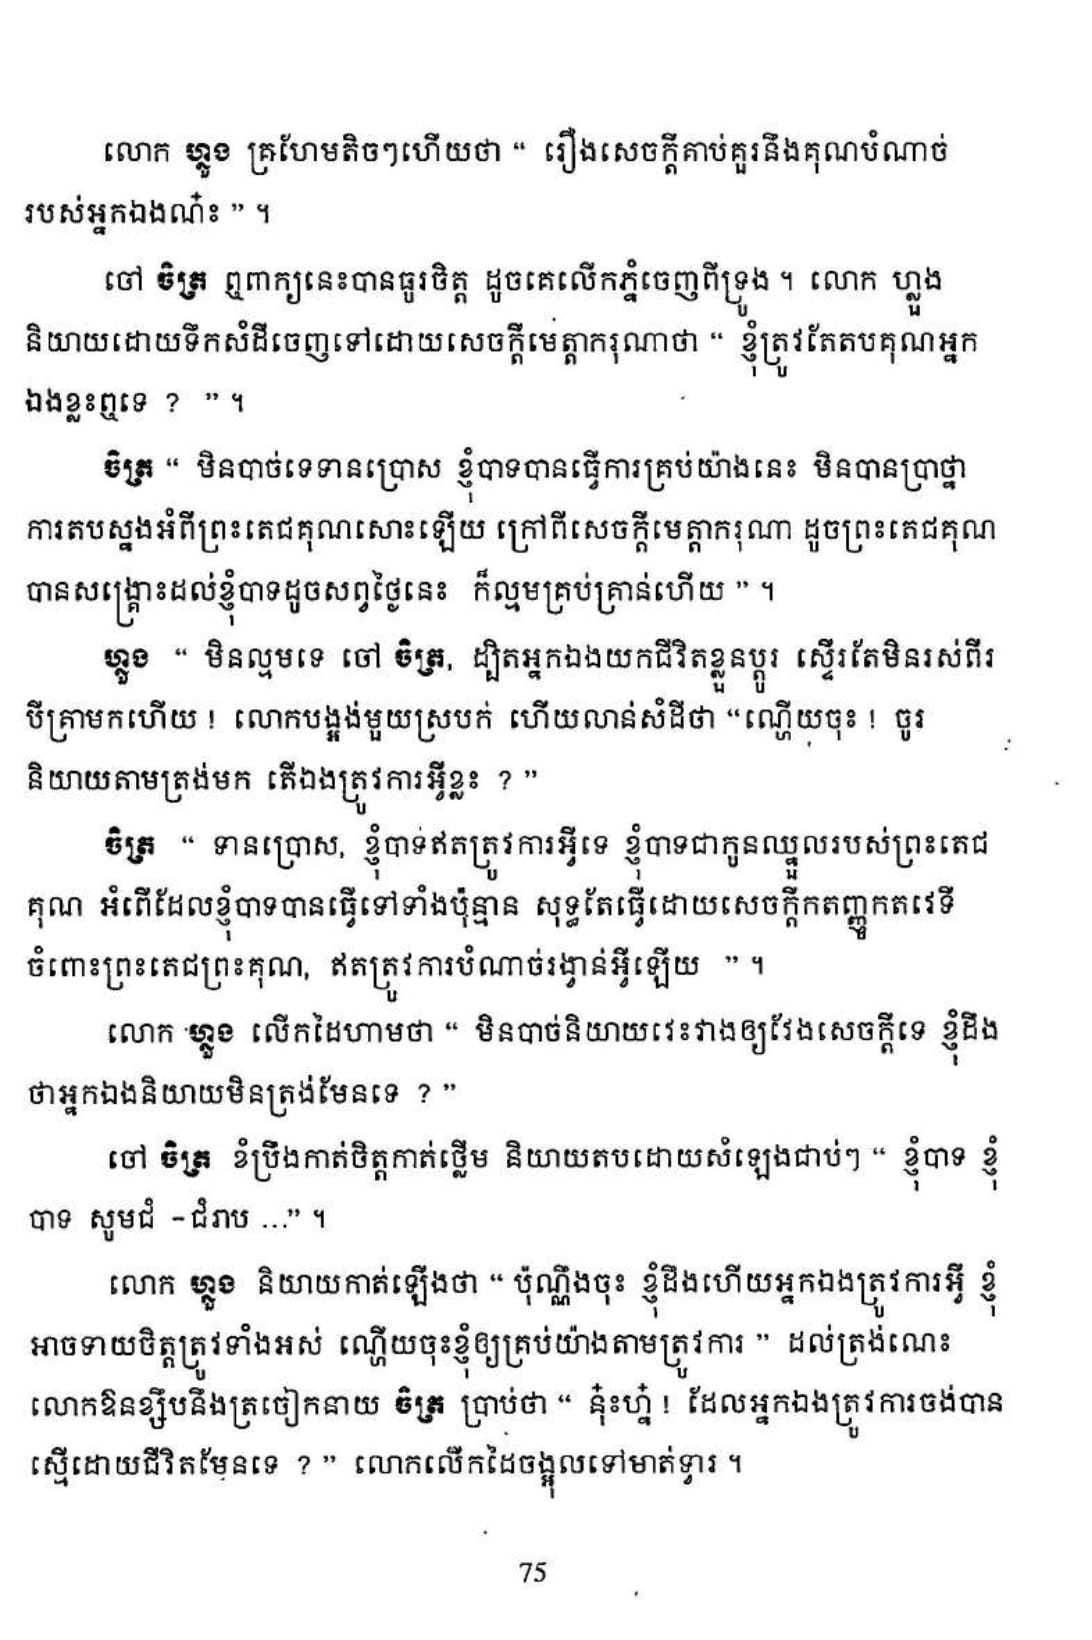 លោក ហ្លួង គ្រហែមតិចៗហើយថា “ រឿងសេចក្ដីគាប់គួរនឹងគុណបំណាច់
របស់អ្នកឯងណ៎ះ ” ។
ចៅ ចិត្រ ឮពាក្យនេះបានធូរចិត្ត ដូចគេលើកភ្នំចេញពីទ្រូង ។ លោក ហ្លួង
និយាយដោយទឹកសំដីចេញទៅដោយសេចក្ដីមេត្តាករុណាថា “ ខ្ញុំត្រូវតែតបគុណអ្នក
ឯងខ្លះឮទេ ? ” ។
ចិត្រ “ មិនបាច់ទេទានប្រោស ខ្ញុំបាទបានធ្វើការគ្រប់យ៉ាងនេះ មិនបានប្រាថ្នា
ការតបស្នងអំពីព្រះតេជគុណសោះឡើយ ក្រៅពីសេចក្ដីមេត្តាករុណា ដូចព្រះតេជគុណ
បានសង្គ្រោះដល់ខ្ញុំបាទដូចសព្វថ្ងៃនេះ ក៏ល្មមគ្រប់គ្រាន់ហើយ ” ។
ហ្លួង “ មិនល្មមទេ ចៅ ចិត្រ, ដ្បិតអ្នកឯងយកជីវិតខ្លួនប្ដូរ ស្ទើរតែមិនរស់ពីរ
បីគ្រាមកហើយ ! លោកបង្អង់មួយស្របក់ ហើយលាន់សំដីថា “ណ្ហើយចុះ ! ចូរ
និយាយតាមត្រង់មក តើឯងត្រូវការអ្វីខ្លះ ? ”
ចិត្រ “ ទានប្រោស, ខ្ញុំបាទឥតត្រូវការអ្វីទេ ខ្ញុំបាទជាកូនឈ្នួលរបស់ព្រះតេជ
គុណ អំពើដែលខ្ញុំបាទបានធ្វើទៅទាំងប៉ុន្មាន សុទ្ធតែធ្វើដោយសេចក្ដីកតញ្ញូកតវេទី
ចំពោះព្រះតេជព្រះគុណ, ឥតត្រូវការបំណាច់រង្វាន់អ្វីឡើយ ” ។
លោក ហ្លួង លើកដៃហាមថា “ មិនបាច់និយាយវេះវាងឲ្យវែងសេចក្ដីទេ ខ្ញុំដឹង
ថាអ្នកឯងនិយាយមិនត្រង់មែនទេ ? ”
ចៅ ចិត្រ ខំប្រឹងកាត់ចិត្តកាត់ថ្លើម និយាយតបដោយសំឡេងជាប់ៗ “ ខ្ញុំបាទ ខ្ញុំ
បាទ សូមជំ -ជំរាប ...” ។
លោក ហ្លួង និយាយកាត់ឡើងថា “ ប៉ុណ្ណឹងចុះ ខ្ញុំដឹងហើយអ្នកឯងត្រូវការអ្វី ខ្ញុំ
អាចទាយចិត្តត្រូវទាំងអស់ ណ្ហើយចុះខ្ញុំឲ្យគ្រប់យ៉ាងតាមត្រូវការ ” ដល់ត្រង់ណេះ
លោកឱនខ្សឹបនឹងត្រចៀកនាយ ចិត្រ ប្រាប់ថា “ នុ៎ះហ្ន៎ ! ដែលអ្នកឯងត្រូវការចង់បាន
ស្មើដោយជីវិតមែនទេ ? ” លោកលើកដៃចង្អុលទៅមាត់ទ្វារ ។
75